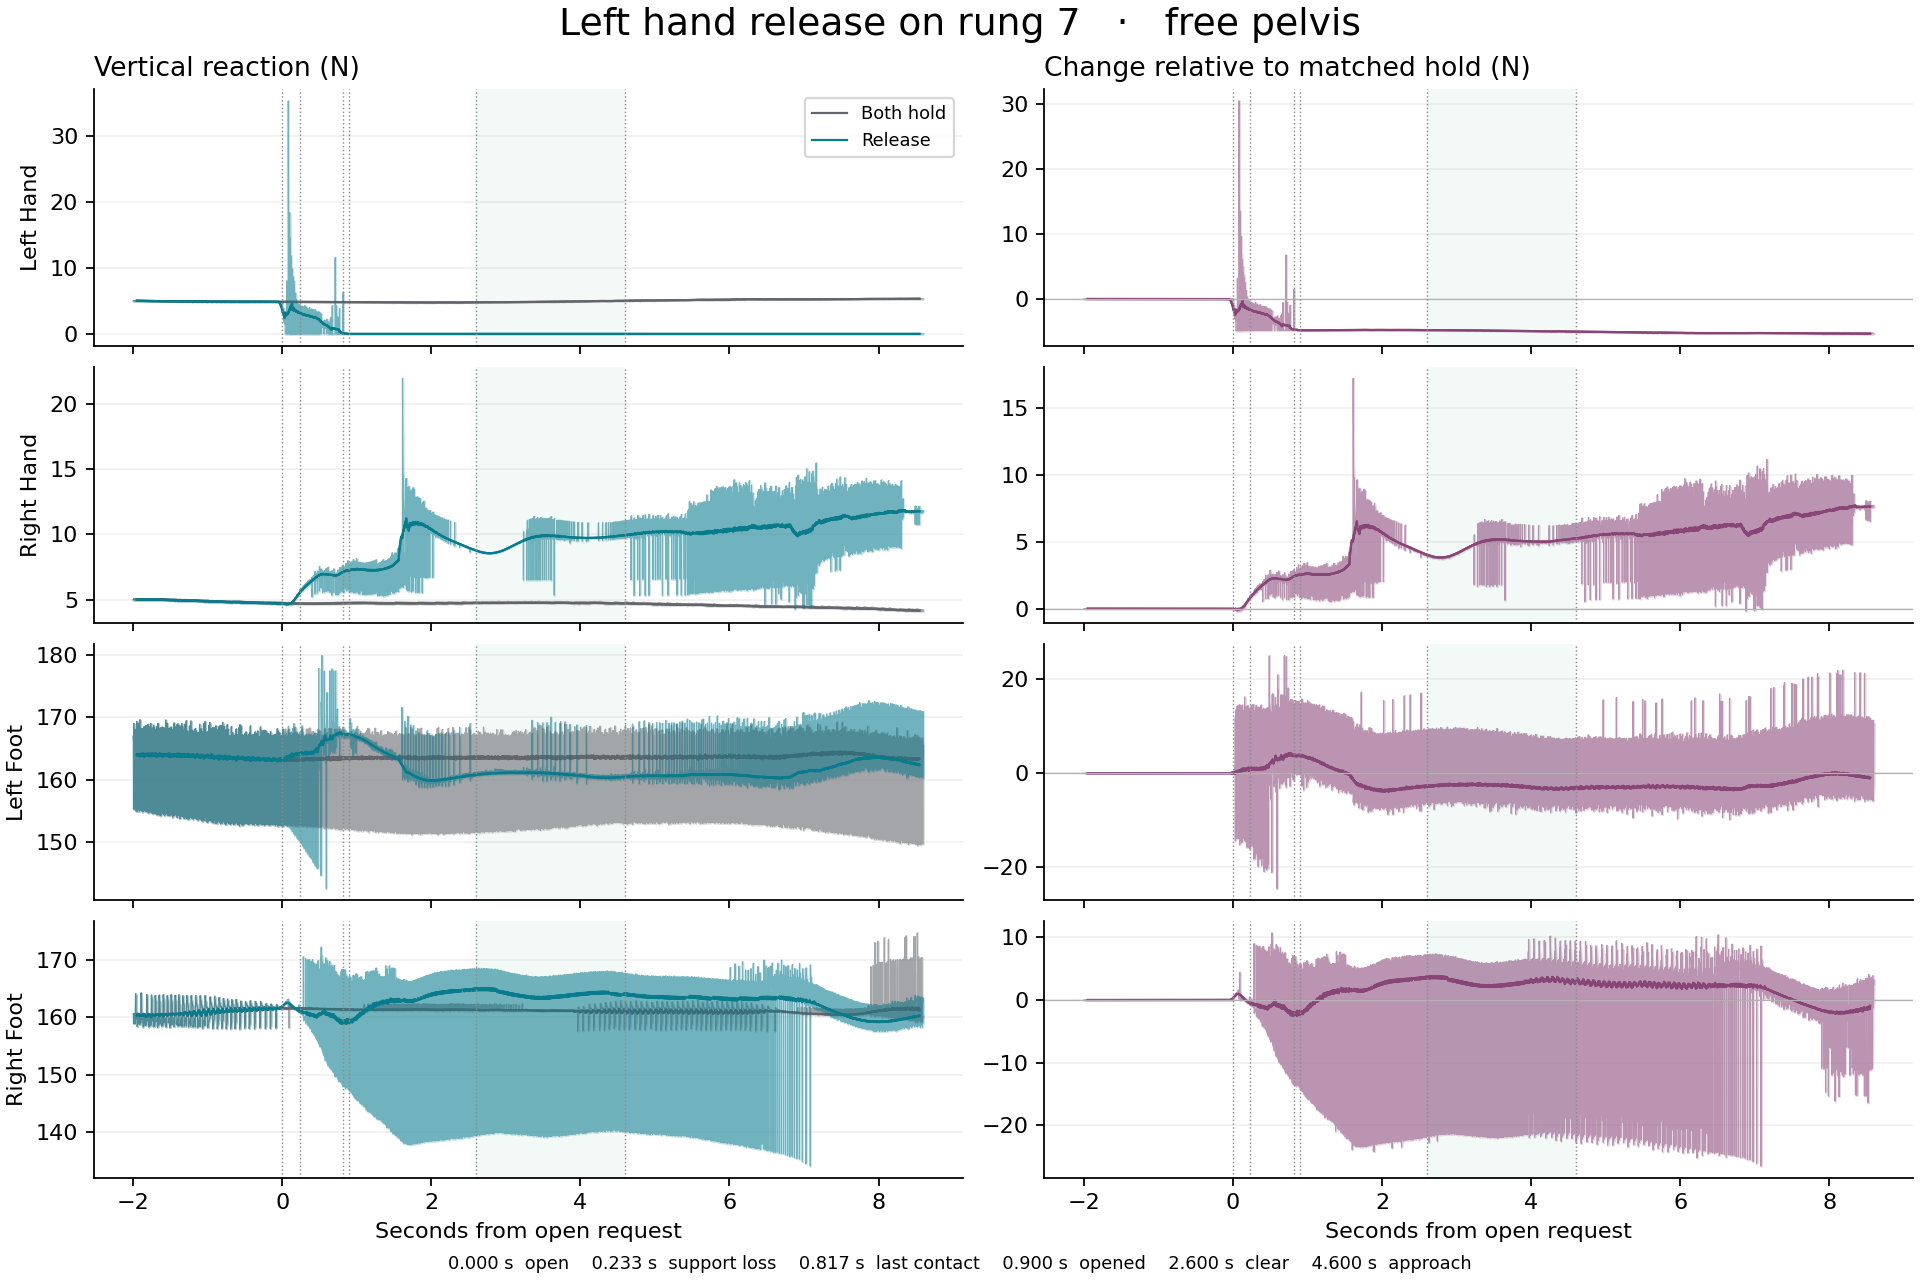 Left hand release on rung 7 · free pelvis
Vertical reaction (N)
Change relative to matched hold (N)
Left Hand
30
20
10
0
Both hold
Release
30
20
10
0
Right Hand
20
15
10
5
15
10
5
0
Left Foot
180
170
160
150
20
0
−20
Right Foot
170
160
150
140
10
0
−10
−20
−2 0 2 4 6 8
−2 0 2 4 6 8
Seconds from open request
Seconds from open request
0.000 s open 0.233 s support loss 0.817 s last contact 0.900 s opened 2.600 s clear 4.600 s approach